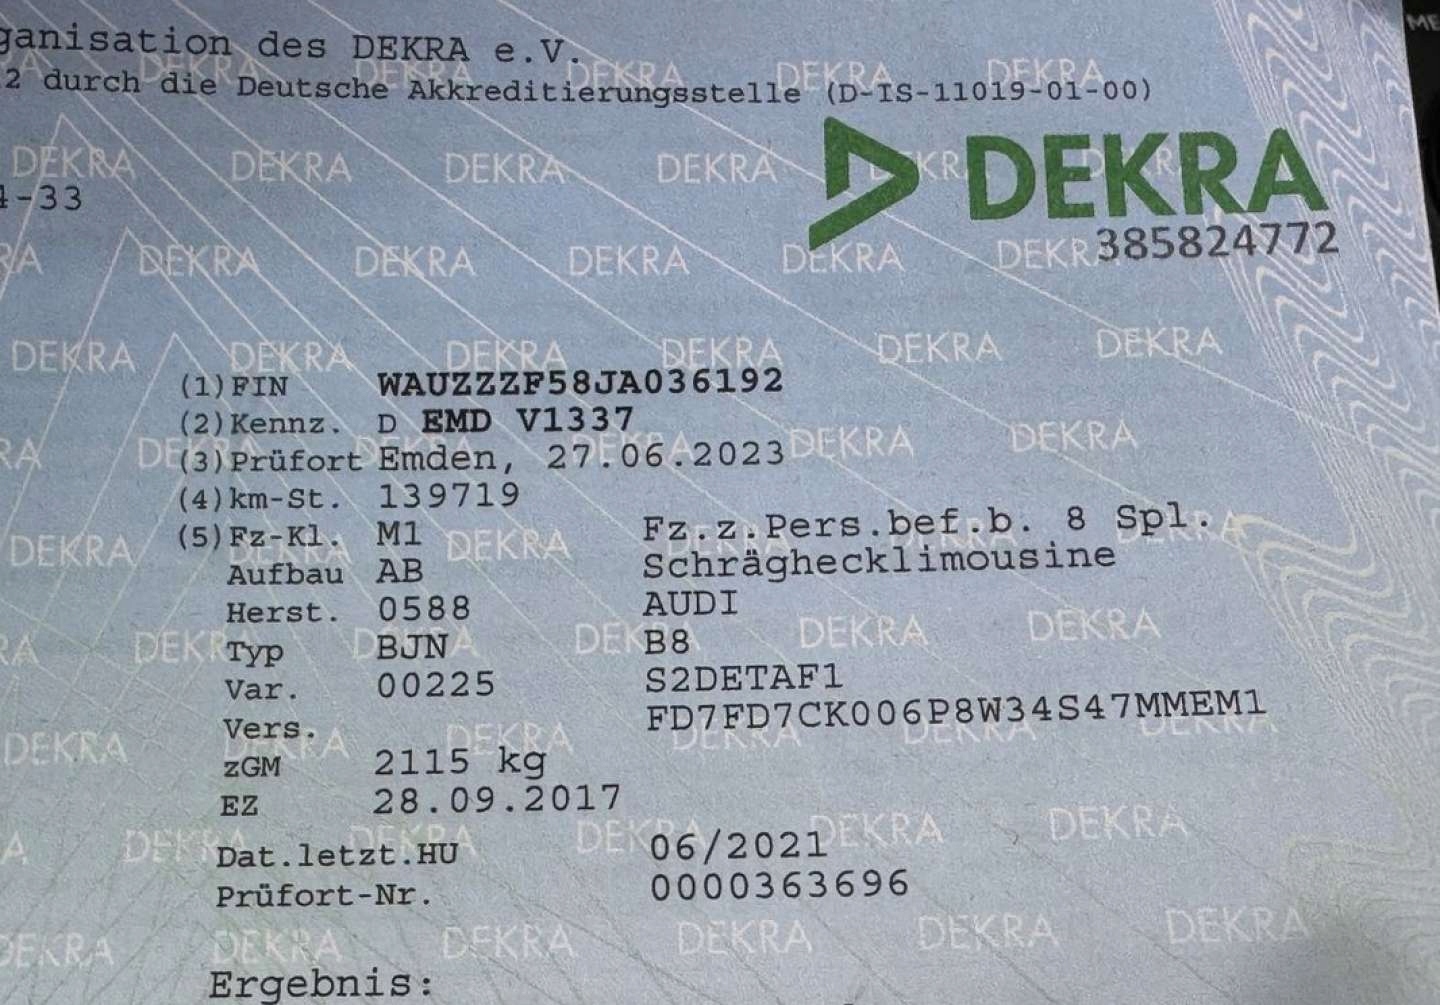 ganisation des DEKRA e.V.
2 durch die Deutsche Akkreditierungsstelle (D-IS-11019-01-00)
DEKRA
4-33
385824772
(1) FIN WAUZZZF58JA036192
(2) Kennz. D EMD V1337
(3) Prüfort Emden, 27.06.2023
(4) km-St. 139719
(5) Fz-Kl. M1 Fz.z.Pers.bef.b. 8 Spl.
Aufbau AB Schräghecklimousine
Herst. 0588 AUDI
Typ BJN B8
Var. 00225 S2DETAF1
Vers. FD7FD7CK006P8W34S47MMEM1
zGM 2115 kg
EZ 28.09.2017
Dat.letzt.HU 06/2021
Prüfort-Nr. 0000363696
Ergebnis: